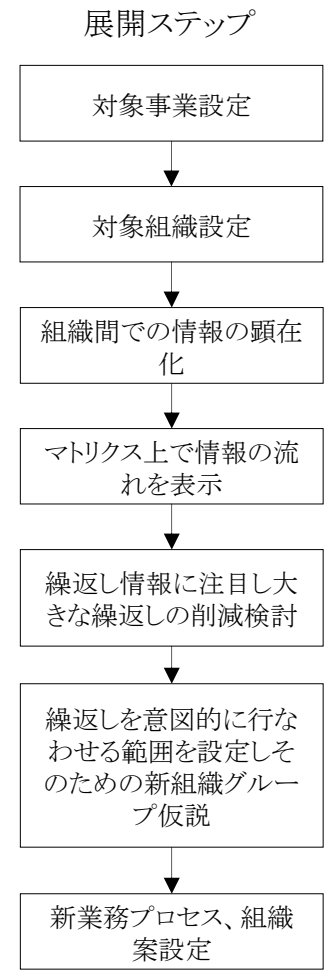 展開ステップ
対象事業設定
対象組織設定
組織間での情報の顕在
化
マトリクス上で情報の流
れを表示
繰返し情報に注目し大
きな繰返しの削減検討
繰返しを意図的に行な
わせる範囲を設定しそ
のための新組織グルー
プ仮説
新業務プロセス、組織
案設定